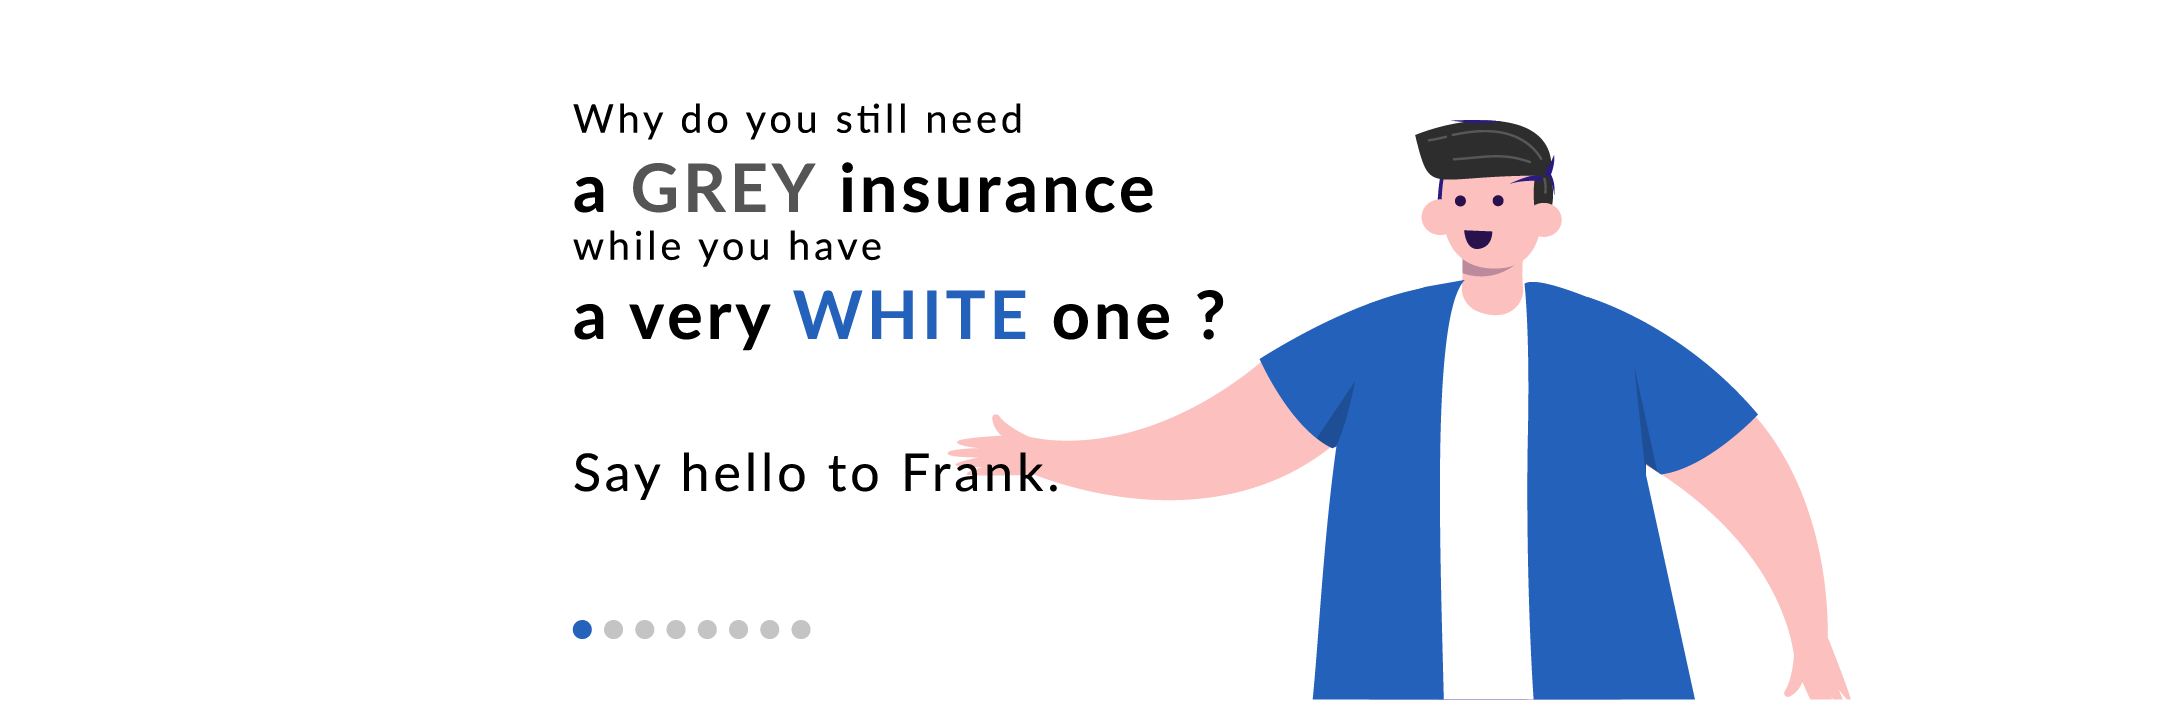 Why do you still need
a GREY insurance
while you have
a very WHITE one ?
Say hello to Frank.